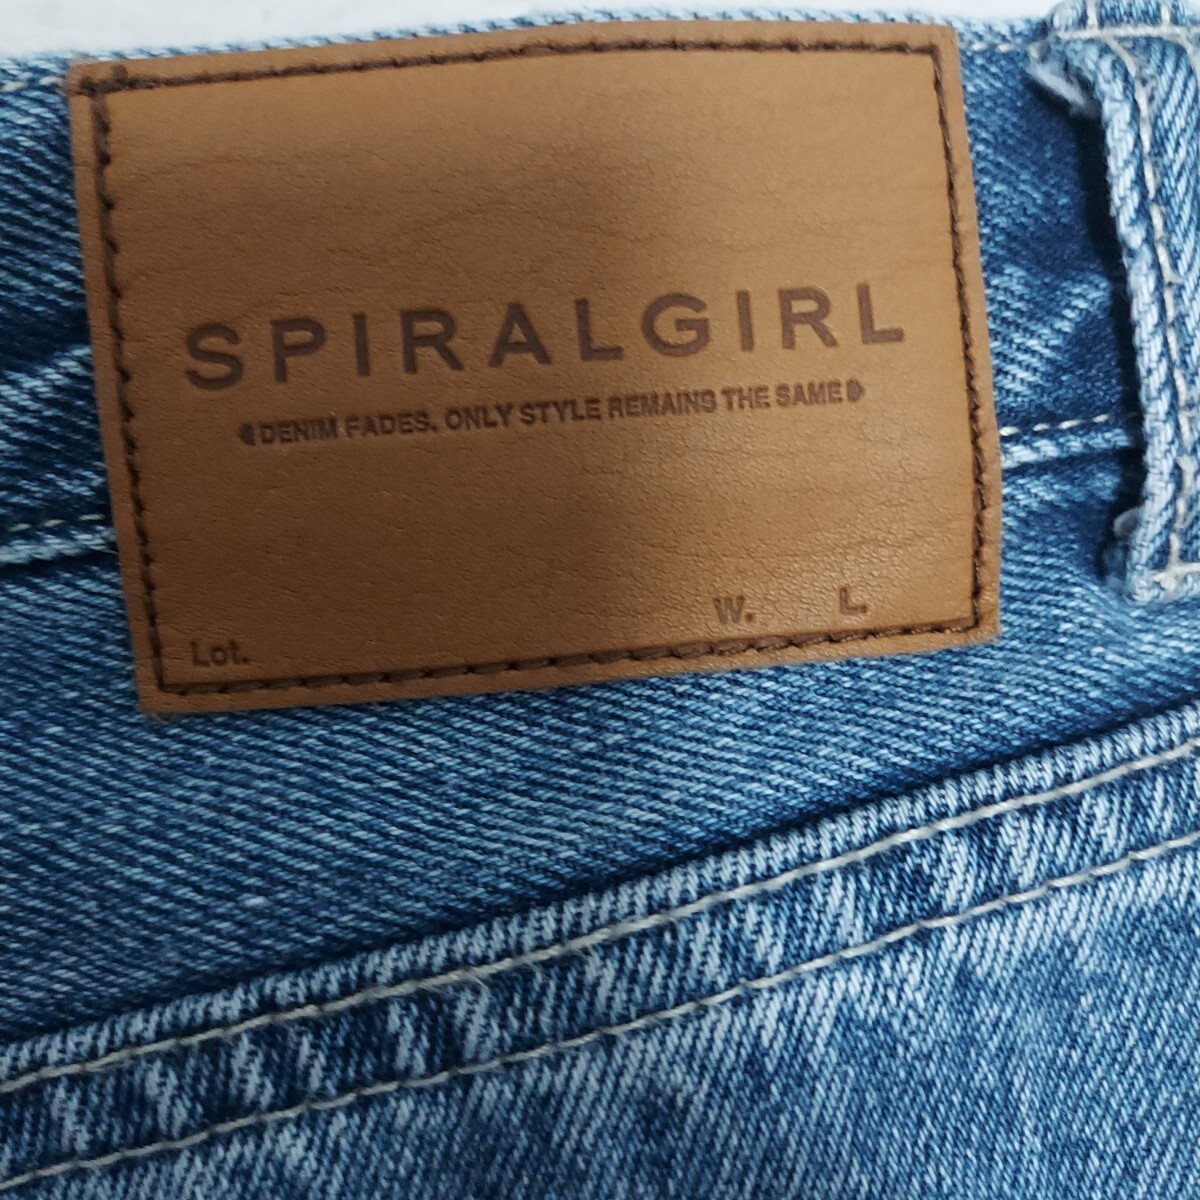 SPIRALGIRL
DENIM FADES. ONLY STYLE REMAINS THE SAME
Lot. W. L.